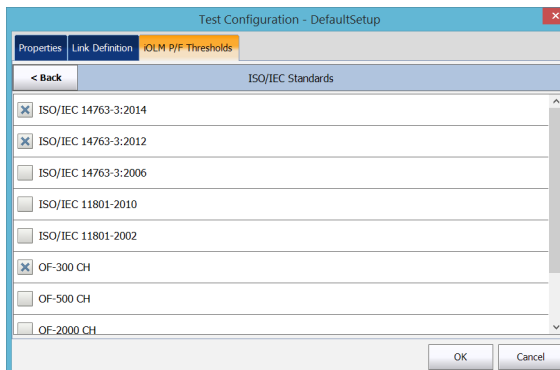 Test Configuration - DefaultSetup
Properties Link Definition iOLM P/F Thresholds
< Back ISO/IEC Standards
ISO/IEC 14763-3:2014
ISO/IEC 14763-3:2012
ISO/IEC 14763-3:2006
ISO/IEC 11801-2010
ISO/IEC 11801-2002
OF-300 CH
OF-500 CH
OF-2000 CH
OK Cancel